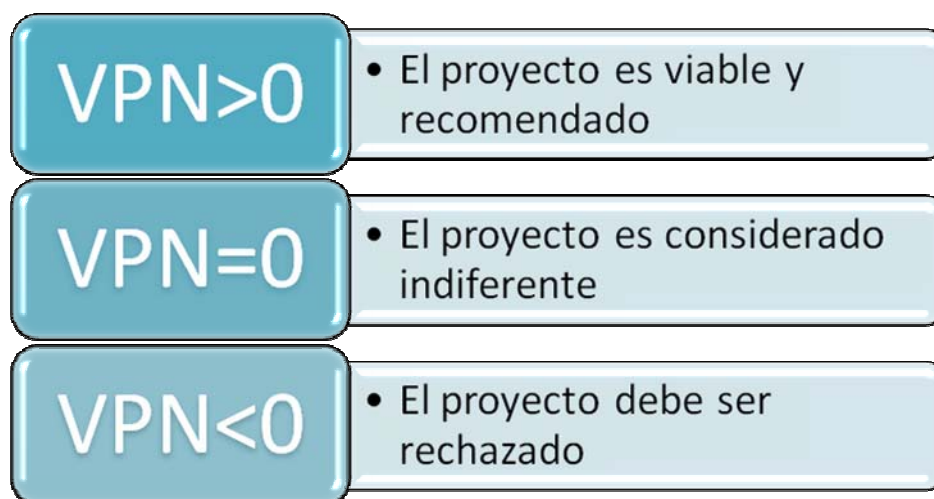 VPN>0
• El proyecto es viable y
recomendado
VPN=0
• El proyecto es considerado
indiferente
VPN<0
• El proyecto debe ser
rechazado